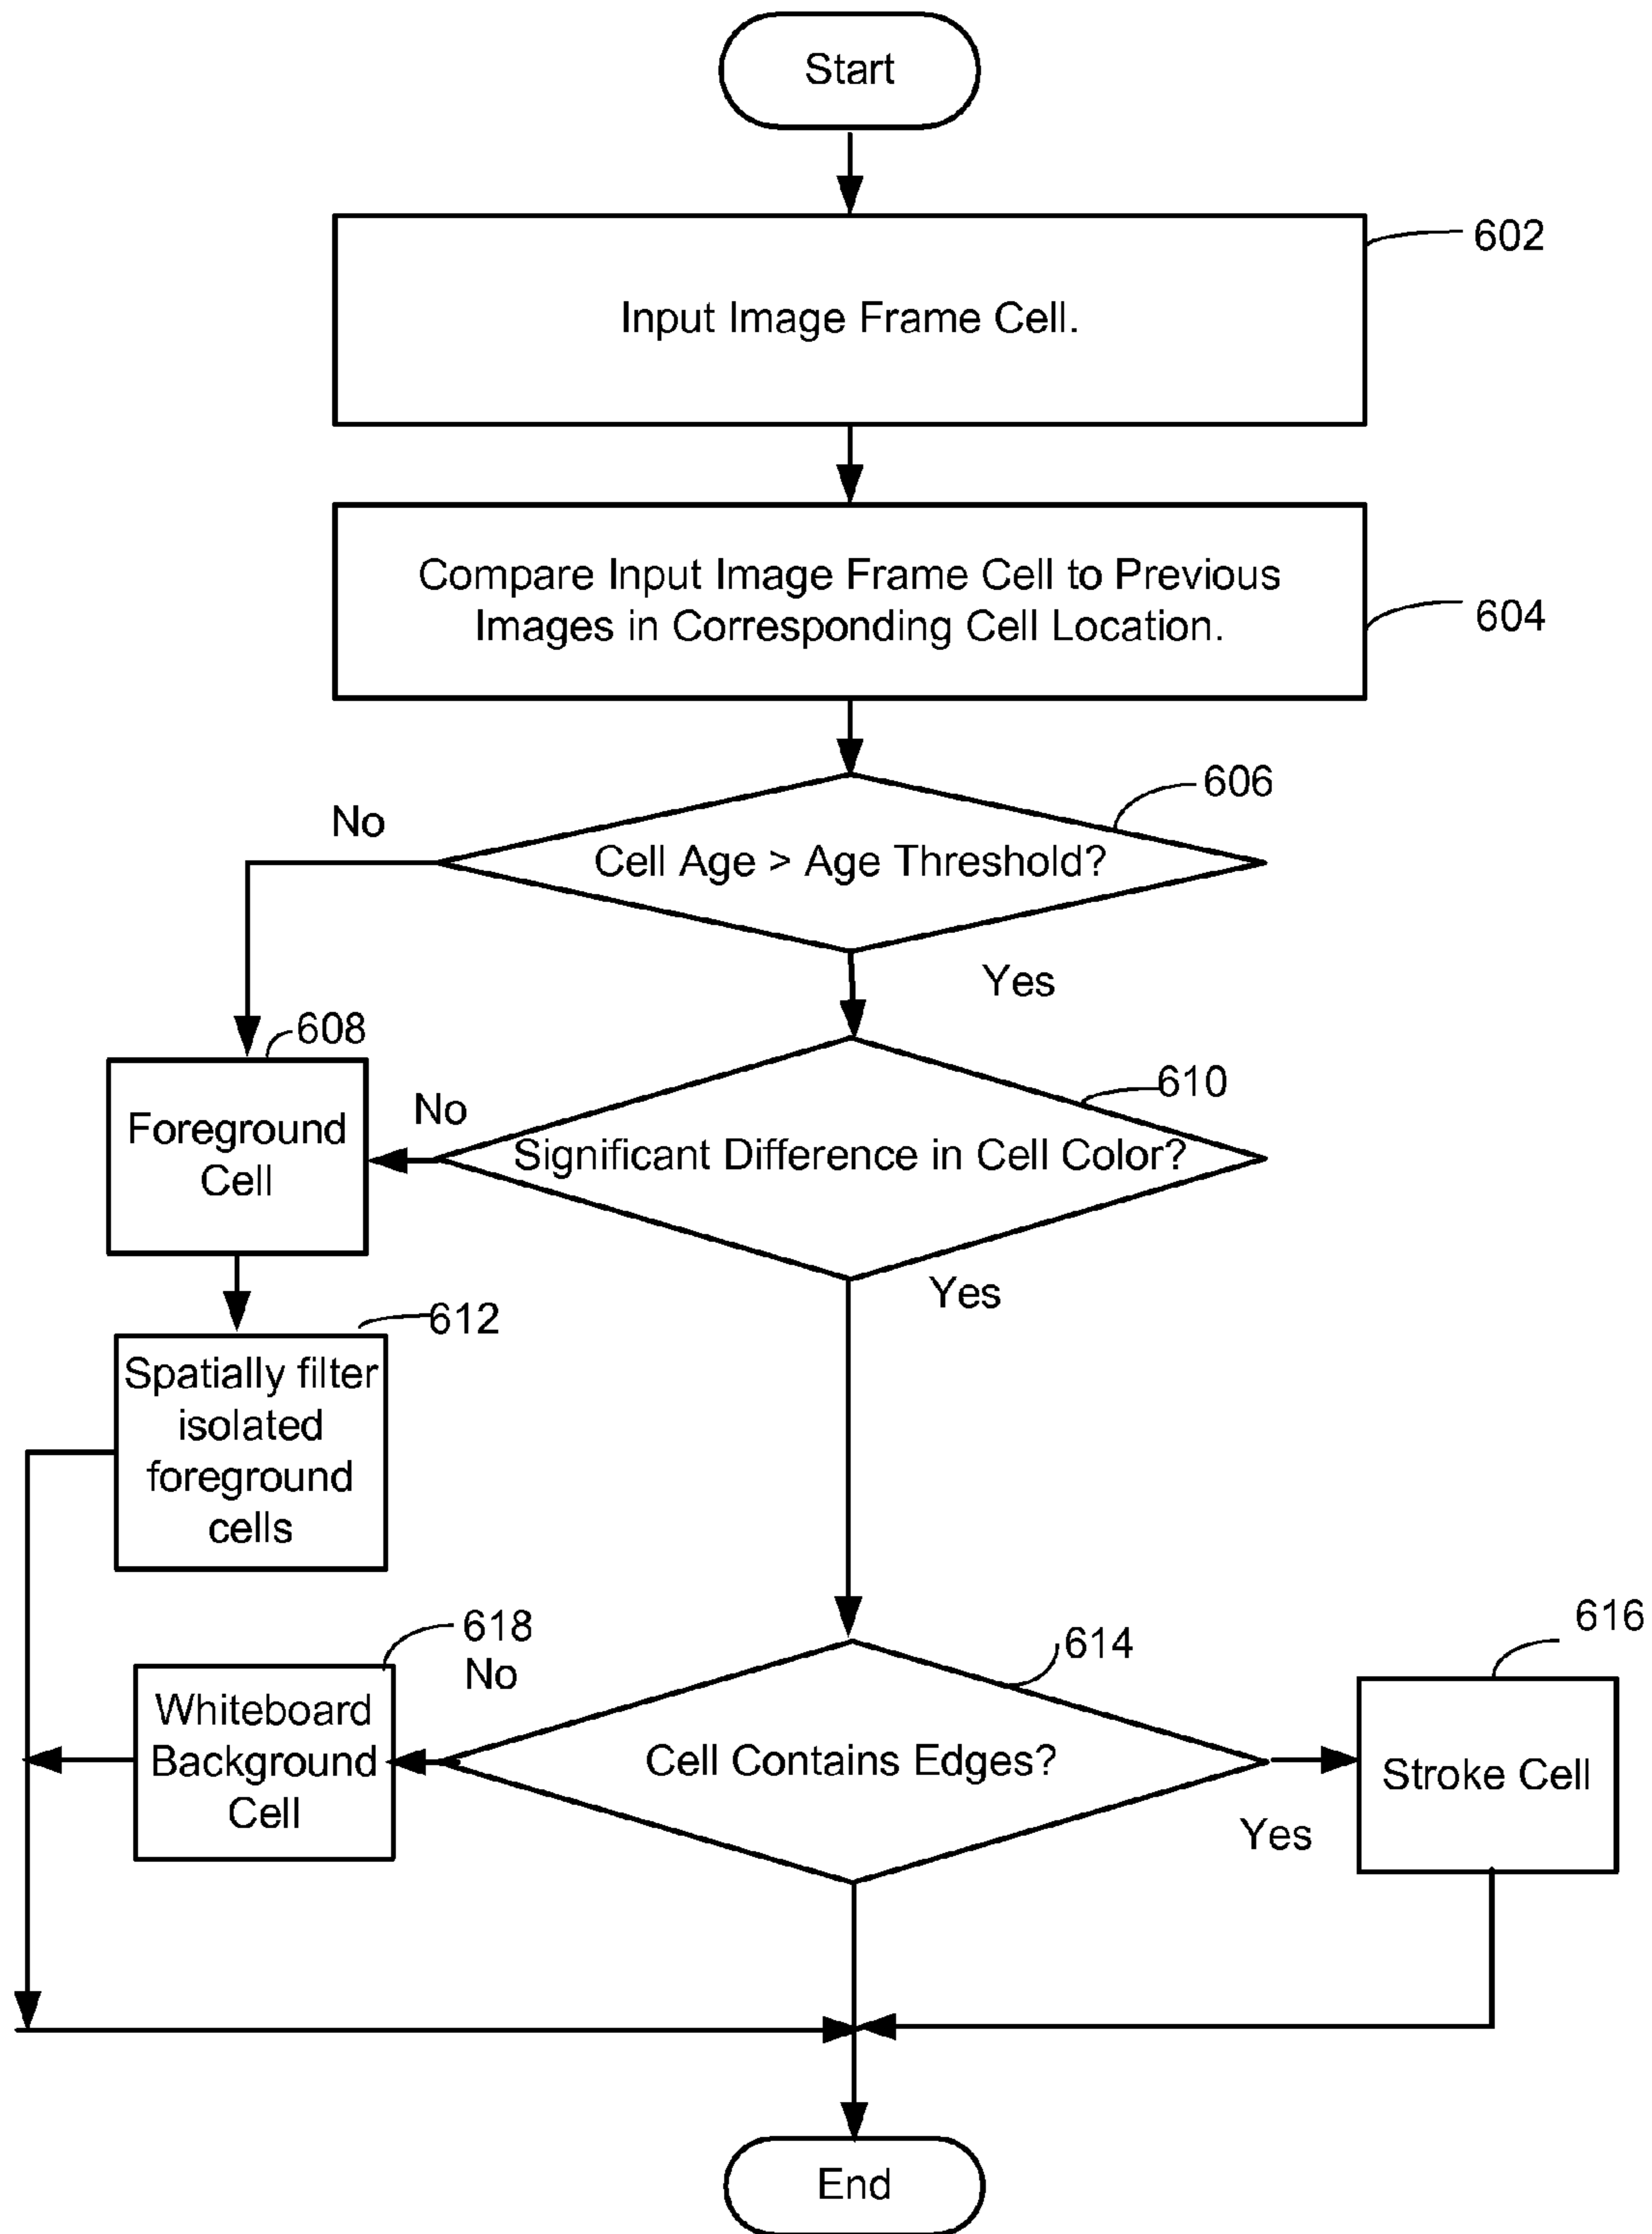 Start
602
Input Image Frame Cell.
Compare Input Image Frame Cell to Previous
Images in Corresponding Cell Location.
604
606
No
Cell Age > Age Threshold?
Yes
608
Foreground
Cell
No
610
Significant Difference in Cell Color?
Yes
612
Spatially filter
isolated
foreground
cells
618
No
Whiteboard
Background
Cell
614
Cell Contains Edges?
616
Stroke Cell
Yes
End